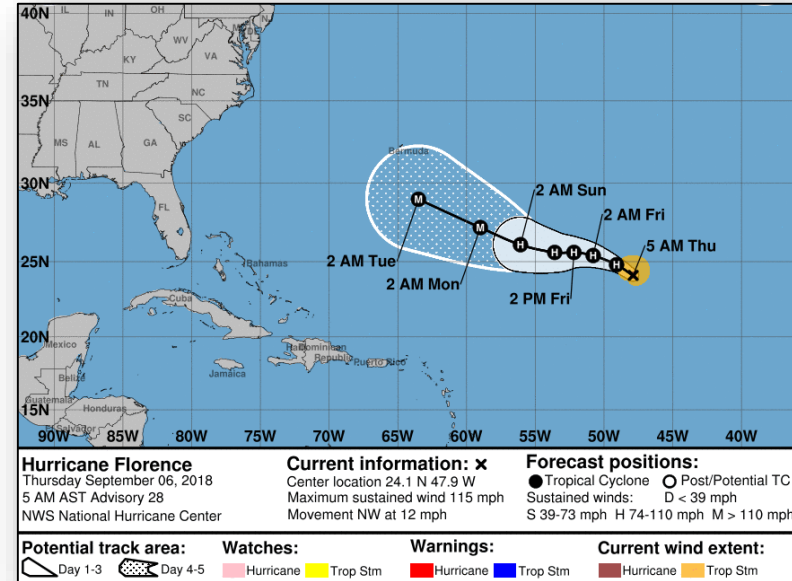 40N
IL IN OH NJ
WV
KY VA
35N
TN NC
SC
MS AL GA
Bermuda
30N
2 AM Sun
FL
2 AM Fri
M
5 AM Thu
M
H H H H H
2 AM Tue
25N
Bahamas
2 AM Mon
2 PM Fri
Cuba
20N
Mexico
Dominican
Republic
Puerto Rico
Jamaica
Belize
Guatemala
Honduras
15N
El Salvador
90W 85W 80W 75W 70W 65W 60W 55W 50W 45W 40W
Hurricane Florence
Thursday September 06, 2018
5 AM AST Advisory 28
NWS National Hurricane Center
Current information: x
Center location 24.1 N 47.9 W
Maximum sustained wind 115 mph
Movement NW at 12 mph
Forecast positions:
Tropical Cyclone Post/Potential TC
Sustained winds: D < 39 mph
S 39-73 mph H 74-110 mph M > 110 mph
Potential track area:
Day 1-3 Day 4-5
Watches:
Hurricane Trop Stm
Warnings:
Hurricane Trop Stm
Current wind extent:
Hurricane Trop Stm